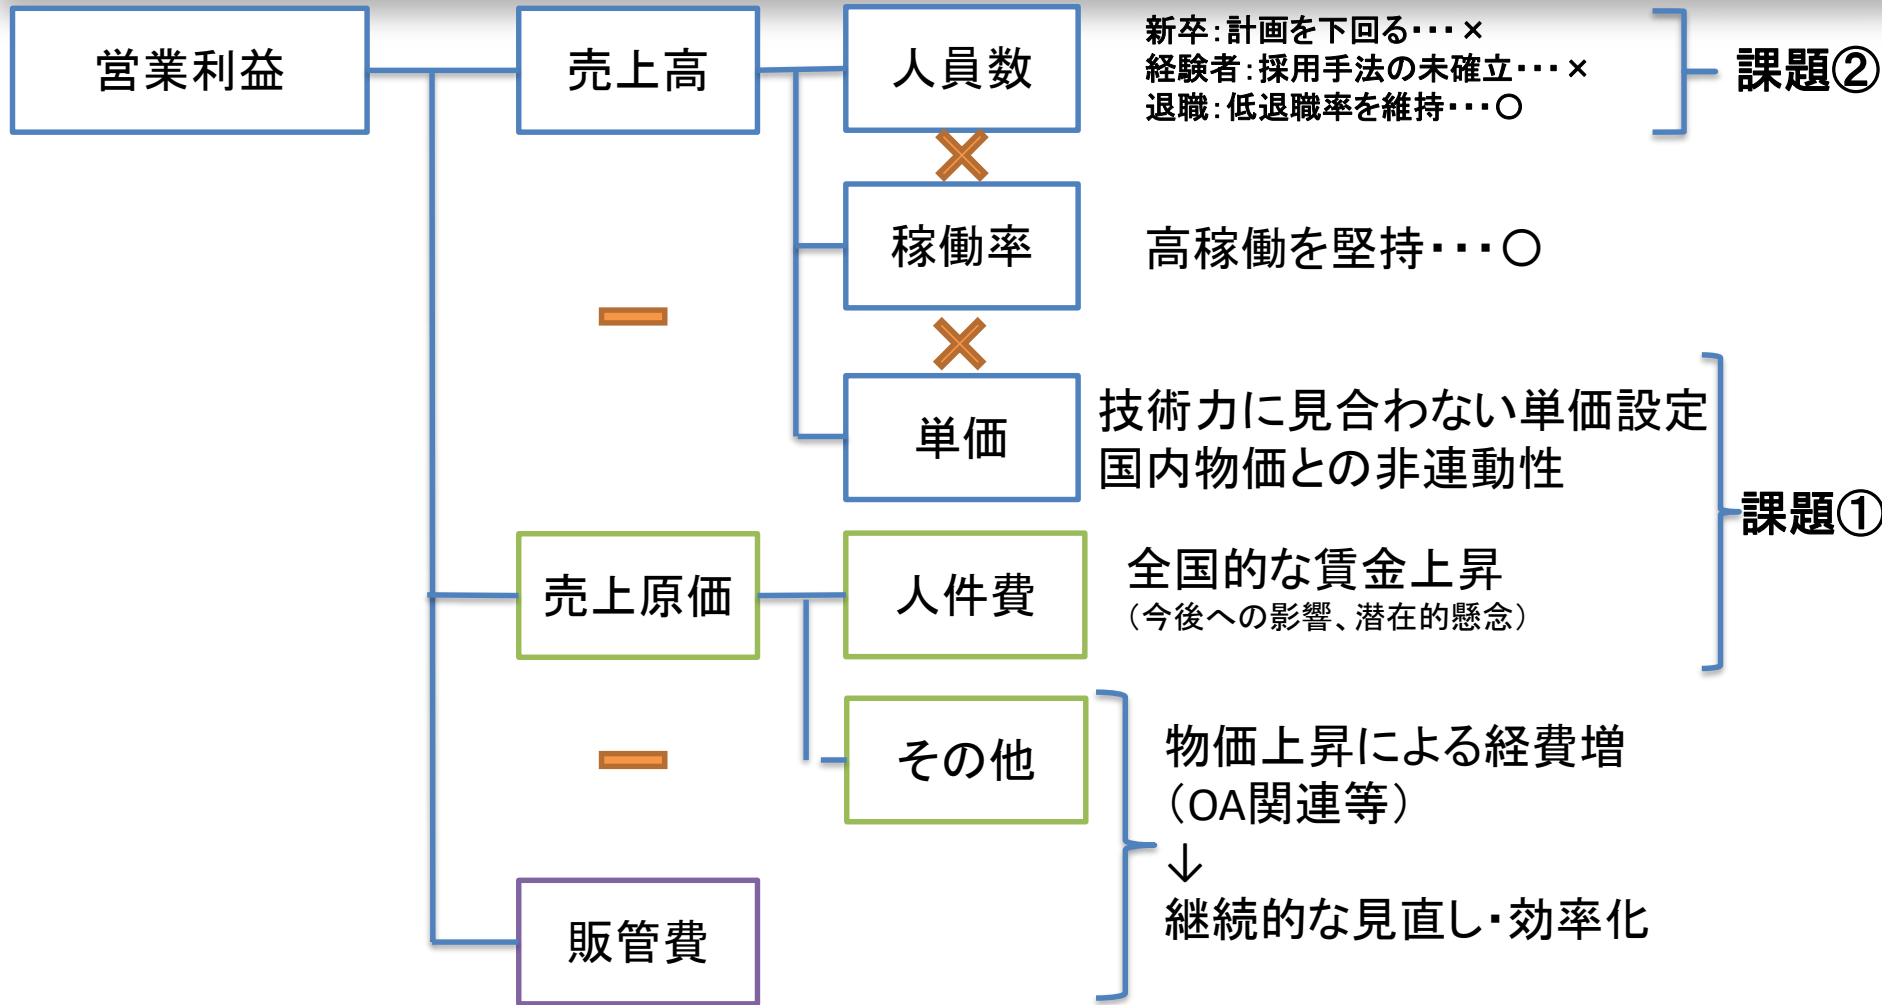 営業利益
売上高
人員数
新卒：計画を下回る・・・×
経験者：採用手法の未確立・・・×
退職：低退職率を維持・・・○
課題②
稼働率
高稼働を堅持・・・○
単価
技術力に見合わない単価設定
国内物価との非連動性
課題①
売上原価
人件費
全国的な賃金上昇
（今後への影響、潜在的懸念）
その他
物価上昇による経費増
（OA関連等）
↓
継続的な見直し・効率化
販管費